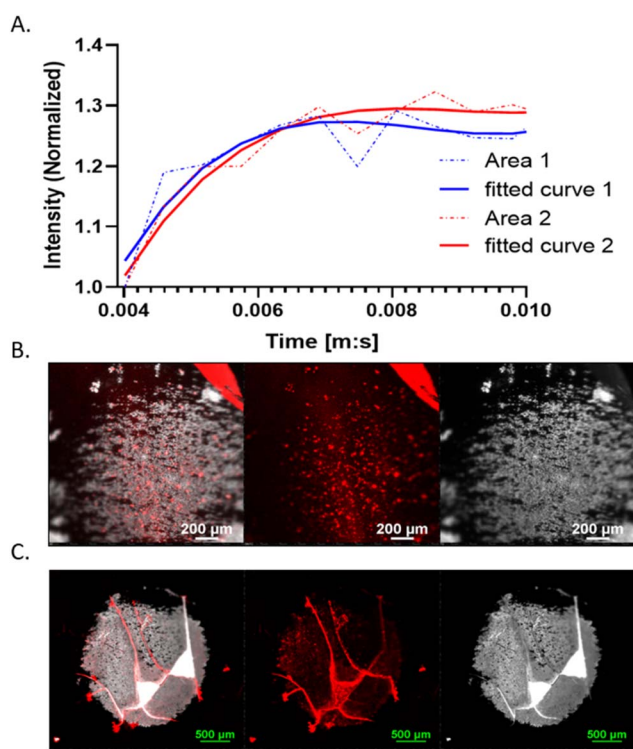 A.
Intensity (Normalized)
1.4
1.3
1.2
1.1
1.0
0.004
0.006
0.008
0.010
Time [m:s]
Area 1
fitted curve 1
Area 2
fitted curve 2
B.
200 µm
200 µm
200 µm
C.
500 µm
500 µm
500 µm